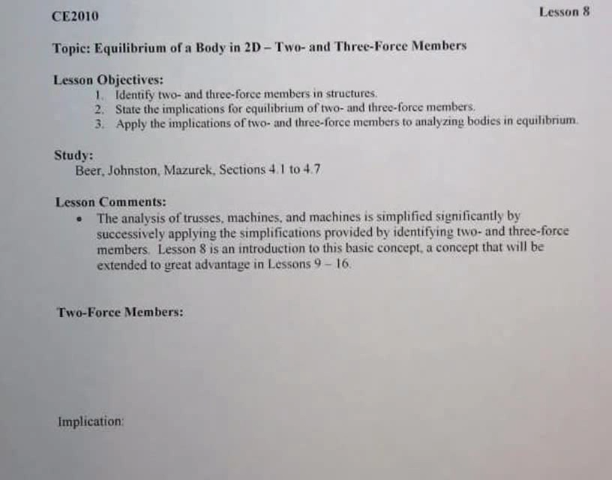 CE2010 Lesson 8
Topic: Equilibrium of a Body in 2D – Two- and Three-Force Members
Lesson Objectives:
1. Identify two- and three-force members in structures.
2. State the implications for equilibrium of two- and three-force members.
3. Apply the implications of two- and three-force members to analyzing bodies in equilibrium.
Study:
Beer, Johnston, Mazurek, Sections 4.1 to 4.7
Lesson Comments:
• The analysis of trusses, machines, and machines is simplified significantly by
successively applying the simplifications provided by identifying two- and three-force
members. Lesson 8 is an introduction to this basic concept, a concept that will be
extended to great advantage in Lessons 9 – 16.
Two-Force Members:
Implication: